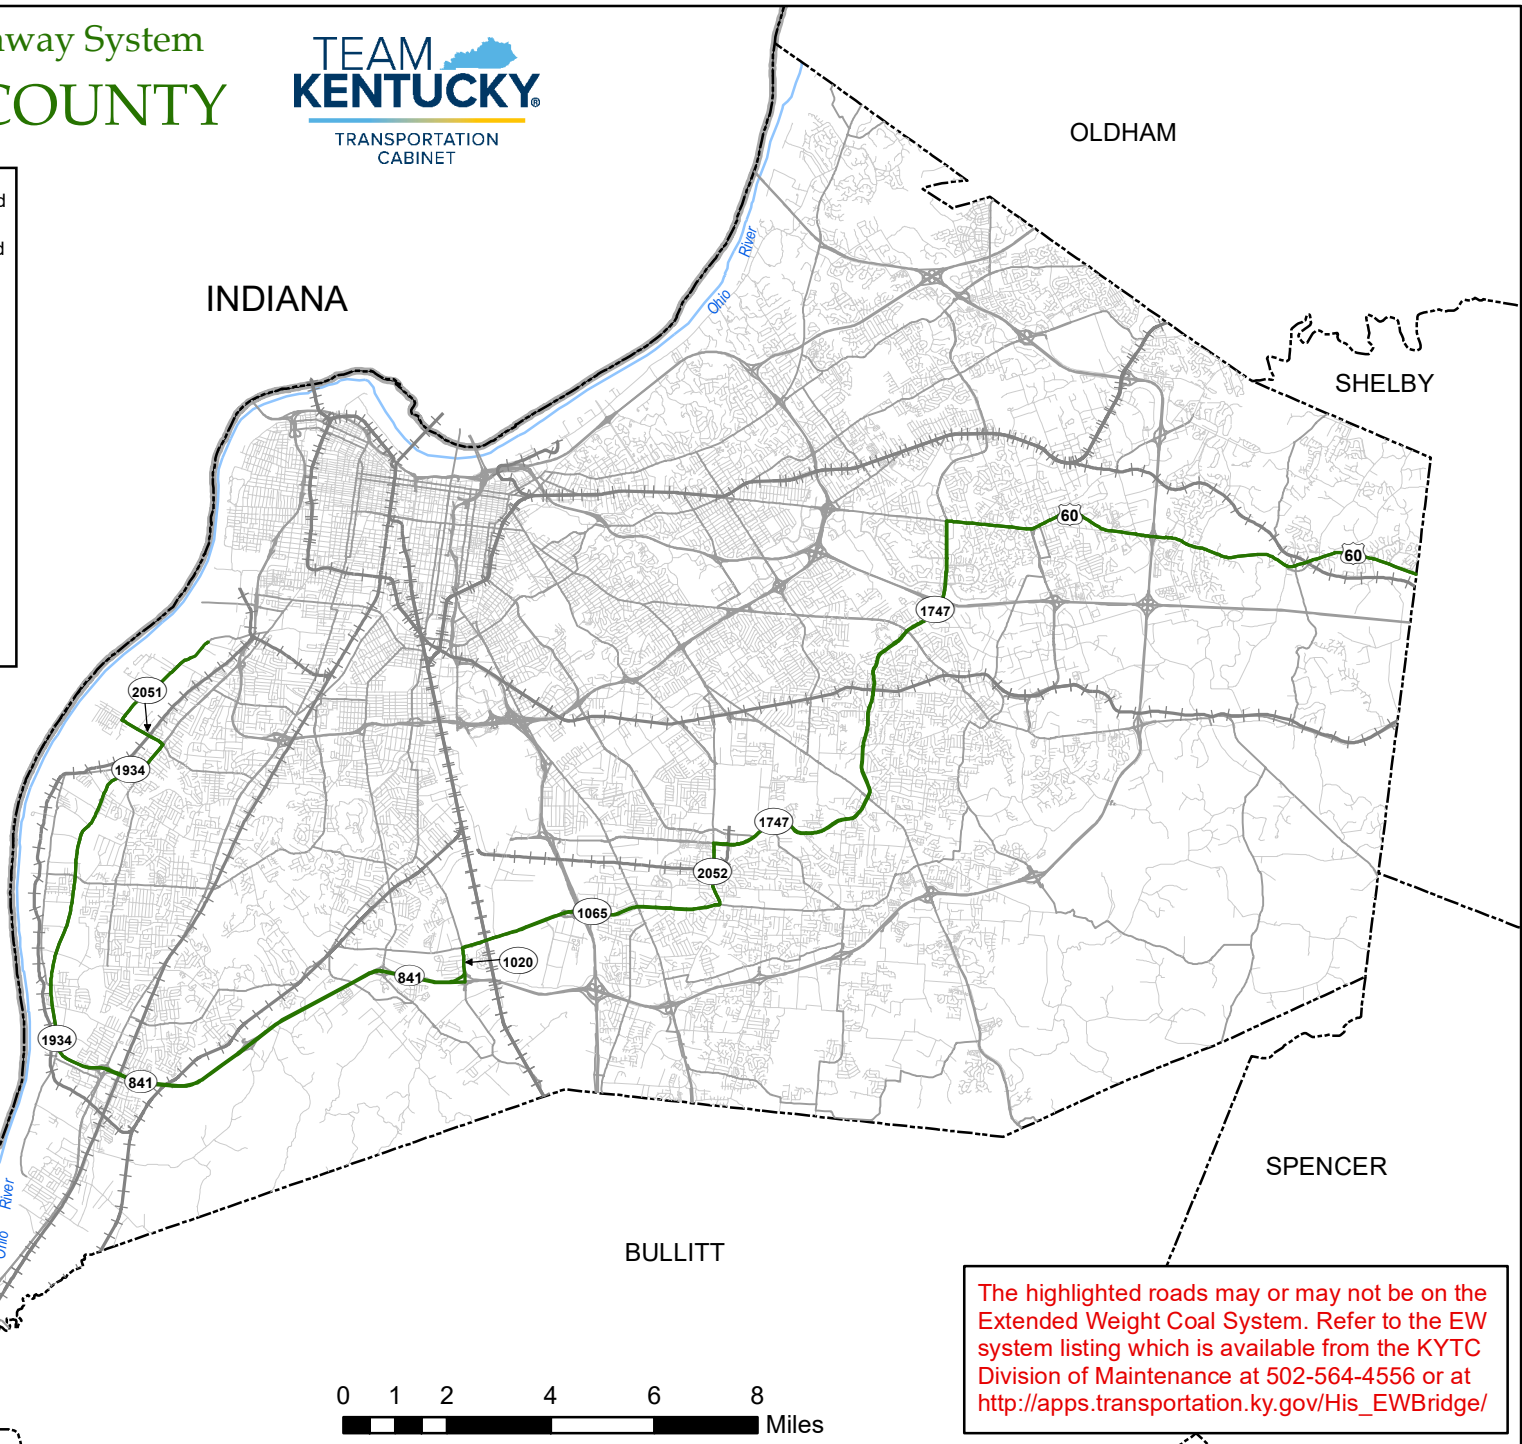 way System
COUNTY
TEAM
KENTUCKY®
TRANSPORTATION
CABINET
d
d
OLDHAM
INDIANA
Ohio River
SHELBY
60
60
1747
2051
1934
1747
2052
1065
1020
841
1934
841
Ohio River
SPENCER
BULLITT
The highlighted roads may or may not be on the
Extended Weight Coal System. Refer to the EW
system listing which is available from the KYTC
Division of Maintenance at 502-564-4556 or at
http://apps.transportation.ky.gov/His_EWBridge/
0 1 2 4 6 8
Miles